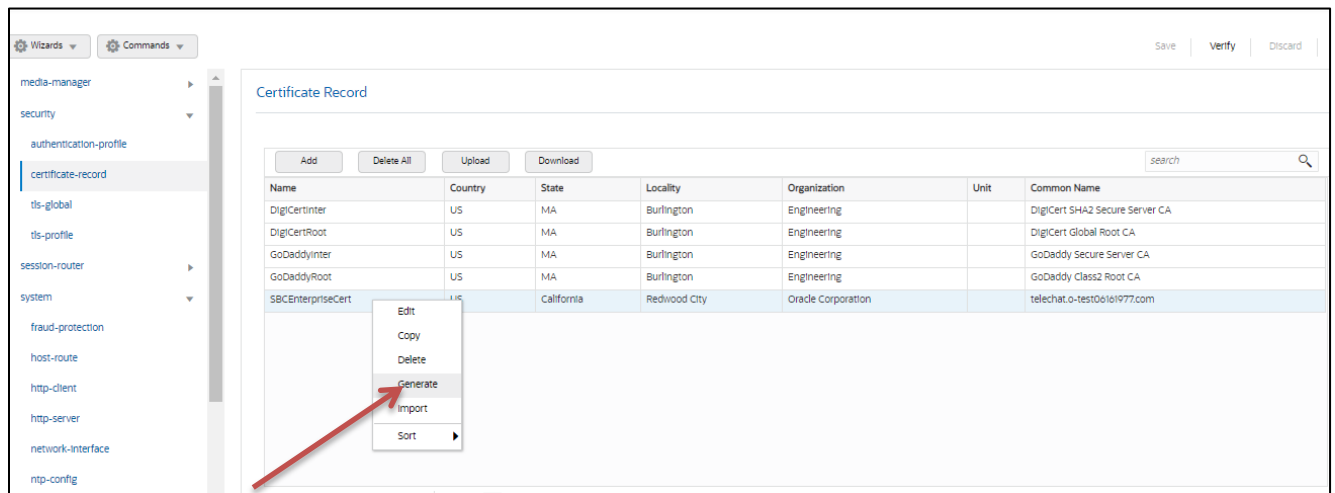 Wizards Commands Save Verify Discard
media-manager
security
authentication-profile
certificate-record
tls-global
tls-profile
session-router
system
fraud-protection
host-route
http-client
http-server
network-interface
ntp-config
Certificate Record
Add Delete All Upload Download search
Name Country State Locality Organization Unit Common Name
DigiCertInter US MA Burlington Engineering DigiCert SHA2 Secure Server CA
DigiCertRoot US MA Burlington Engineering DigiCert Global Root CA
GoDaddyInter US MA Burlington Engineering GoDaddy Secure Server CA
GoDaddyRoot US MA Burlington Engineering GoDaddy Class2 Root CA
SBCEnterpriseCert US California Redwood City Oracle Corporation telechat.o-test06161977.com
Edit
Copy
Delete
Generate
Import
Sort